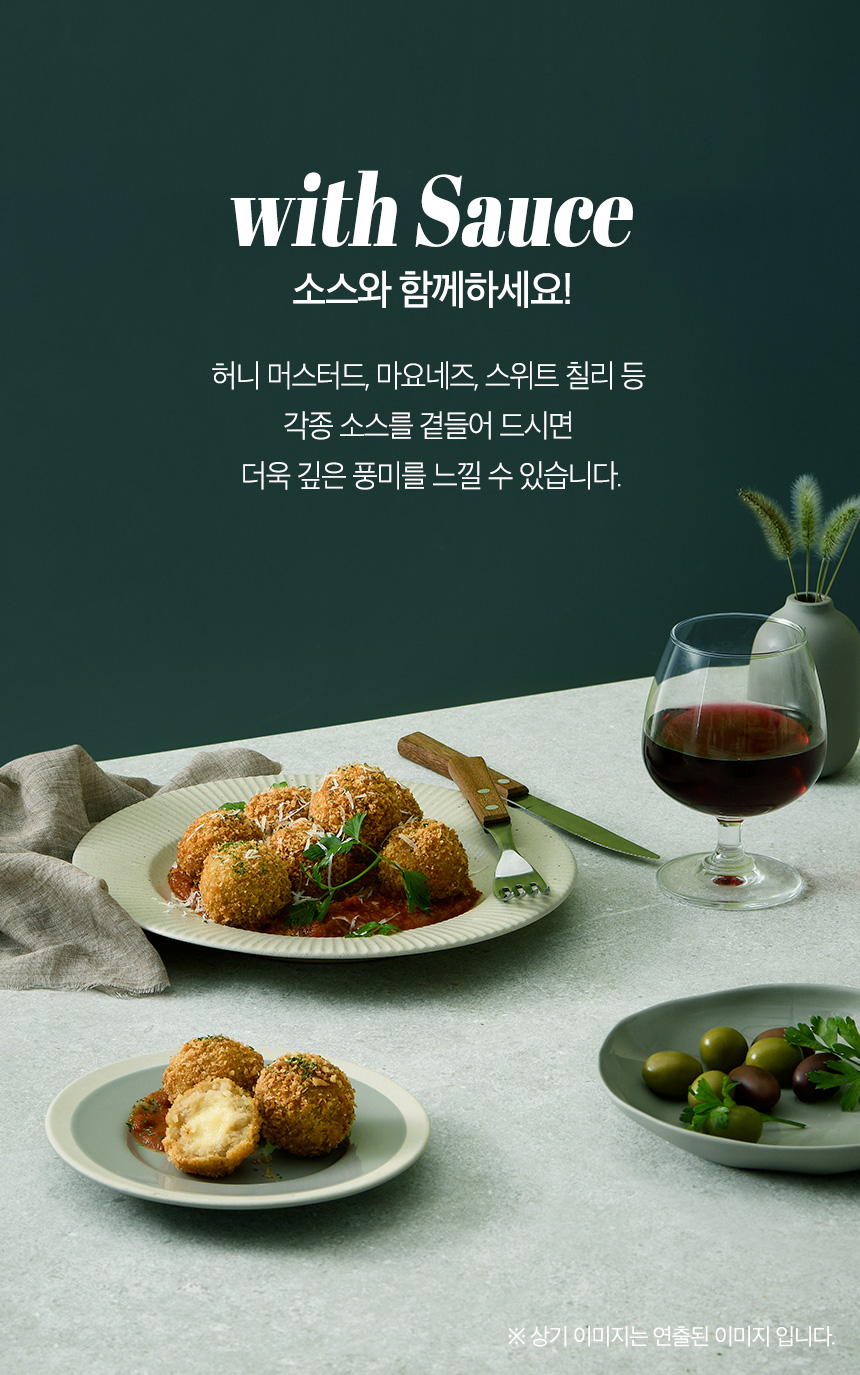 with Sauce
소스와 함께하세요!
허니 머스터드, 마요네즈, 스위트 칠리 등
각종 소스를 곁들어 드시면
더욱 깊은 풍미를 느낄 수 있습니다.
※ 상기 이미지는 연출된 이미지 입니다.